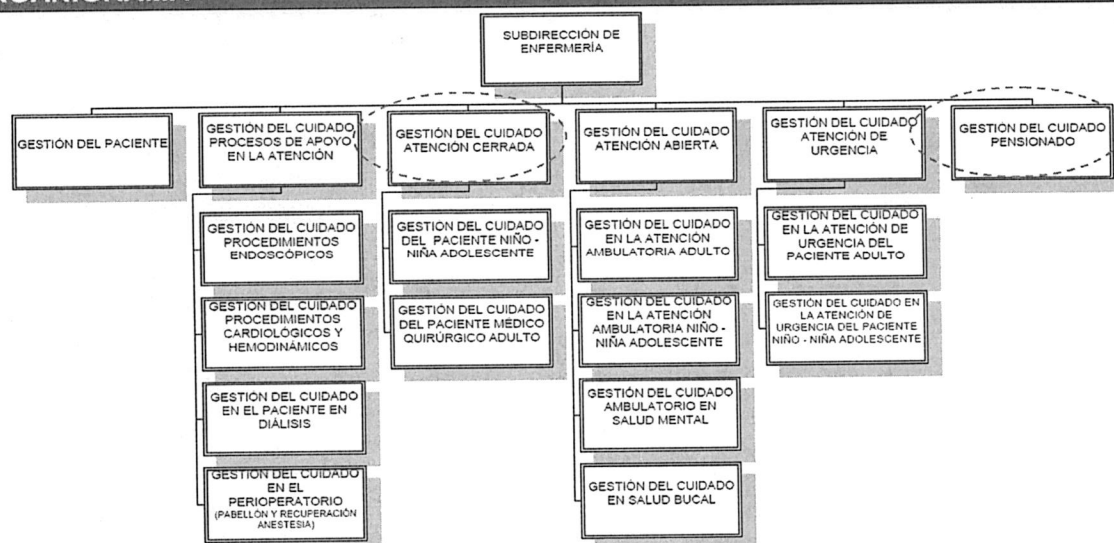 SUBDIRECCIÓN DE
ENFERMERÍA
GESTIÓN DEL PACIENTE
GESTIÓN DEL CUIDADO
PROCESOS DE APOYO
EN LA ATENCIÓN
GESTIÓN DEL CUIDADO
ATENCIÓN CERRADA
GESTIÓN DEL CUIDADO
ATENCIÓN ABIERTA
GESTIÓN DEL CUIDADO
ATENCIÓN DE
URGENCIA
GESTIÓN DEL CUIDADO
PENSIONADO
GESTIÓN DEL CUIDADO
PROCEDIMIENTOS
ENDOSCÓPICOS
GESTIÓN DEL CUIDADO
PROCEDIMIENTOS
CARDIOLÓGICOS Y
HEMODINÁMICOS
GESTIÓN DEL CUIDADO
EN EL PACIENTE EN
DIÁLISIS
GESTIÓN DEL CUIDADO
EN EL
PERIOPERATORIO
(PABELLÓN Y RECUPERACIÓN
ANESTESIA)
GESTIÓN DEL CUIDADO
DEL PACIENTE NIÑO -
NIÑA ADOLESCENTE
GESTIÓN DEL CUIDADO
DEL PACIENTE MÉDICO
QUIRÚRGICO ADULTO
GESTIÓN DEL CUIDADO
EN LA ATENCIÓN
AMBULATORIA ADULTO
GESTIÓN DEL CUIDADO
EN LA ATENCIÓN
AMBULATORIA NIÑO -
NIÑA ADOLESCENTE
GESTIÓN DEL CUIDADO
AMBULATORIO EN
SALUD MENTAL
GESTIÓN DEL CUIDADO
EN SALUD BUCAL
GESTIÓN DEL CUIDADO
EN LA ATENCIÓN DE
URGENCIA DEL
PACIENTE ADULTO
GESTIÓN DEL CUIDADO EN
LA ATENCIÓN DE
URGENCIA DEL PACIENTE
NIÑO - NIÑA ADOLESCENTE